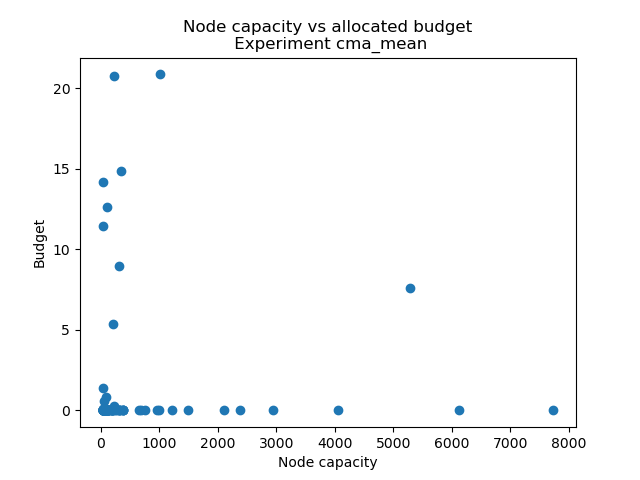 Node capacity vs allocated budget
Experiment cma_mean
20
15
10
5
0
Budget
0 1000 2000 3000 4000 5000 6000 7000 8000
Node capacity